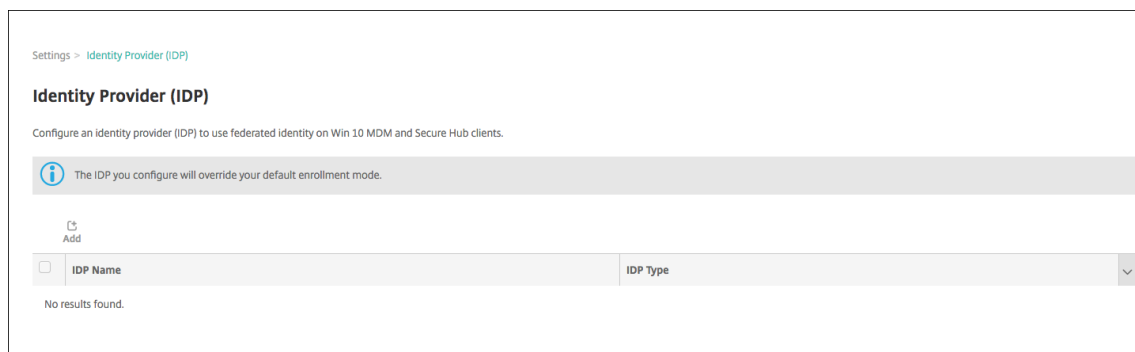 Settings > Identity Provider (IDP)
Identity Provider (IDP)
Configure an identity provider (IDP) to use federated identity on Win 10 MDM and Secure Hub clients.
The IDP you configure will override your default enrollment mode.
Add
IDP Name IDP Type
No results found.